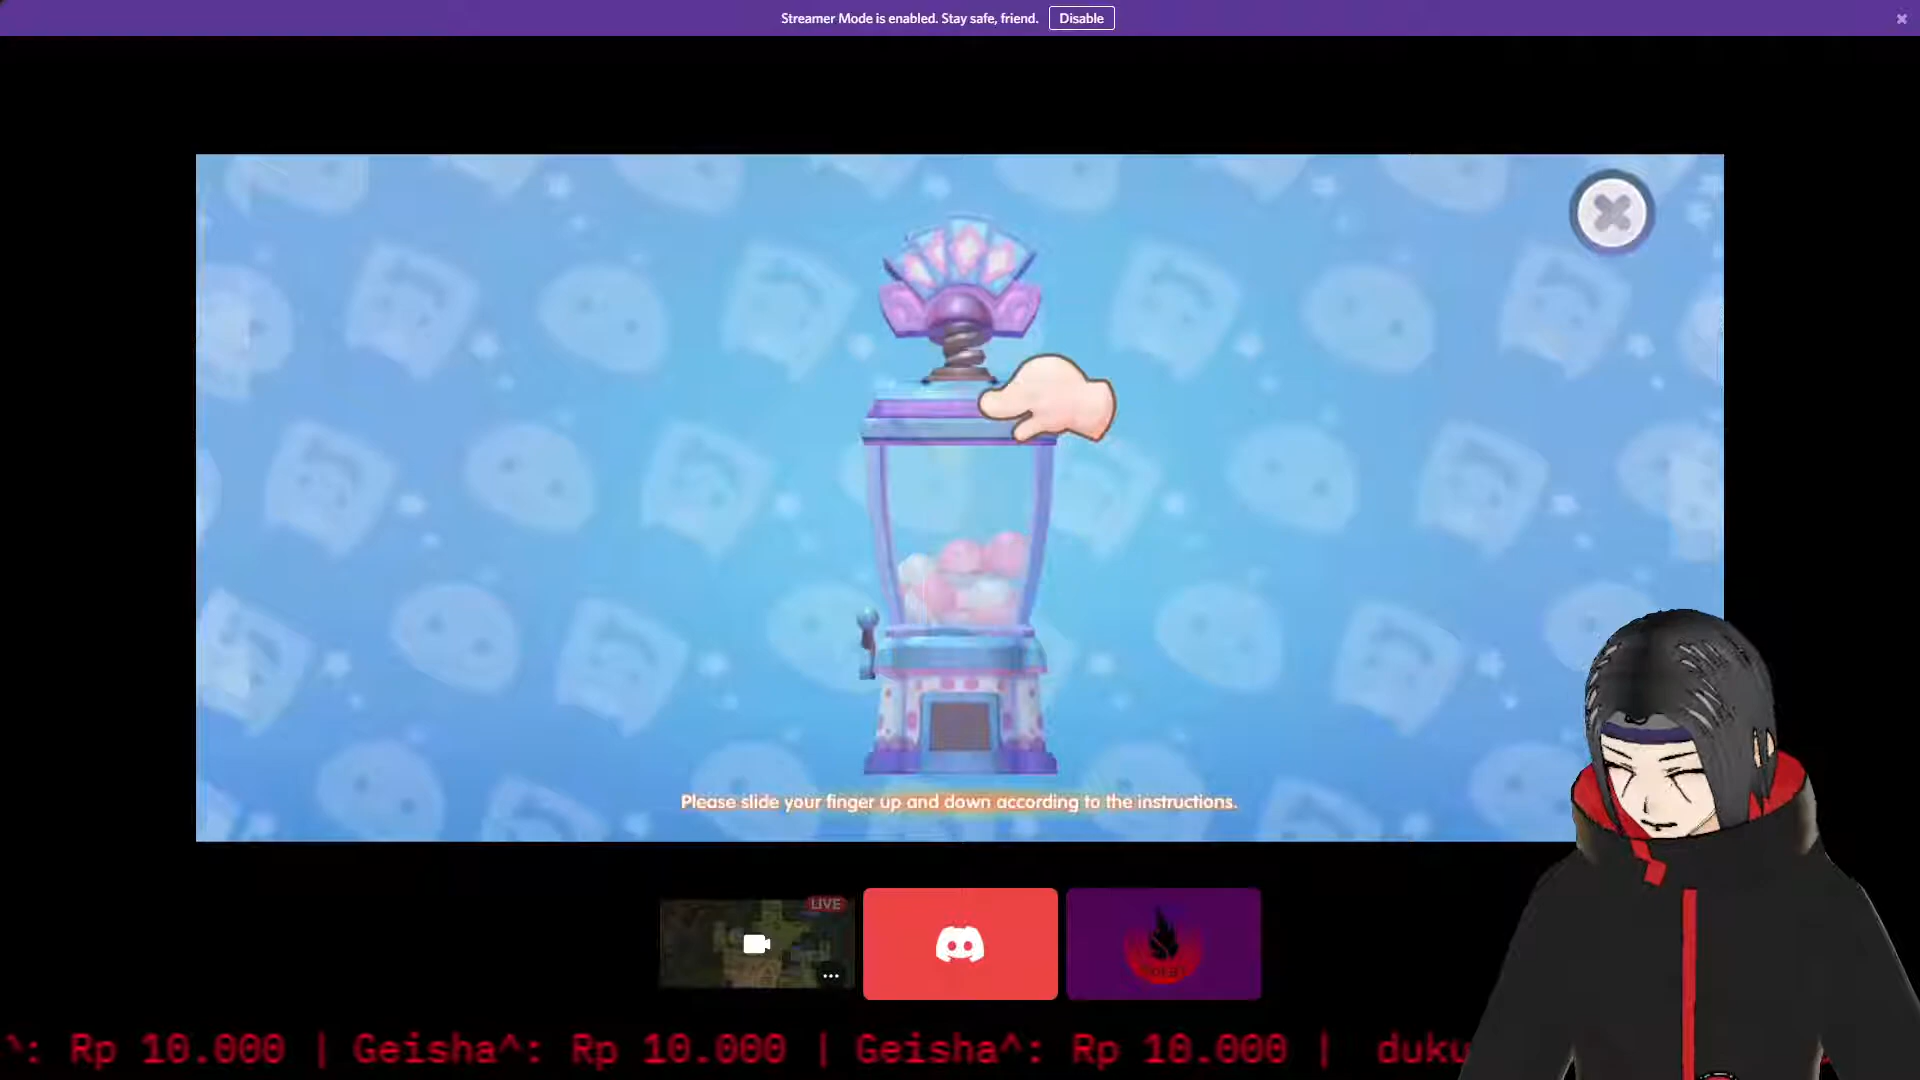 Streamer Mode is enabled. Stay safe, friend. Disable
Please slide your finger up and down according to the instructions.
LIVE
^: Rp 10.000 | Geisha^: Rp 10.000 | Geisha^: Rp 10.000 | duku